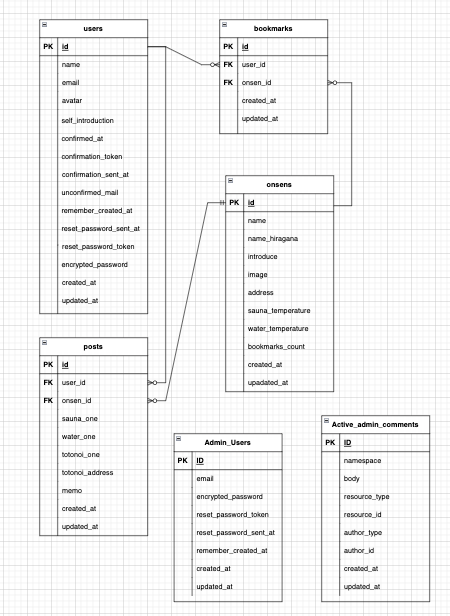 users
PK id
name
email
avatar
self_introduction
confirmed_at
confirmation_token
confirmation_sent_at
unconfirmed_mail
remember_created_at
reset_password_sent_at
reset_password_token
encrypted_password
created_at
updated_at
bookmarks
PK id
FK user_id
FK onsen_id
created_at
updated_at
onsens
PK id
name
name_hiragana
introduce
image
address
sauna_temperature
water_temperature
bookmarks_count
created_at
upadated_at
posts
PK id
FK user_id
FK onsen_id
sauna_one
water_one
totonoi_one
totonoi_address
memo
created_at
updated_at
Admin_Users
PK ID
email
encrypted_password
reset_password_token
reset_password_sent_at
remember_created_at
created_at
updated_at
Active_admin_comments
PK ID
namespace
body
resource_type
resource_id
author_type
author_id
created_at
updated_at